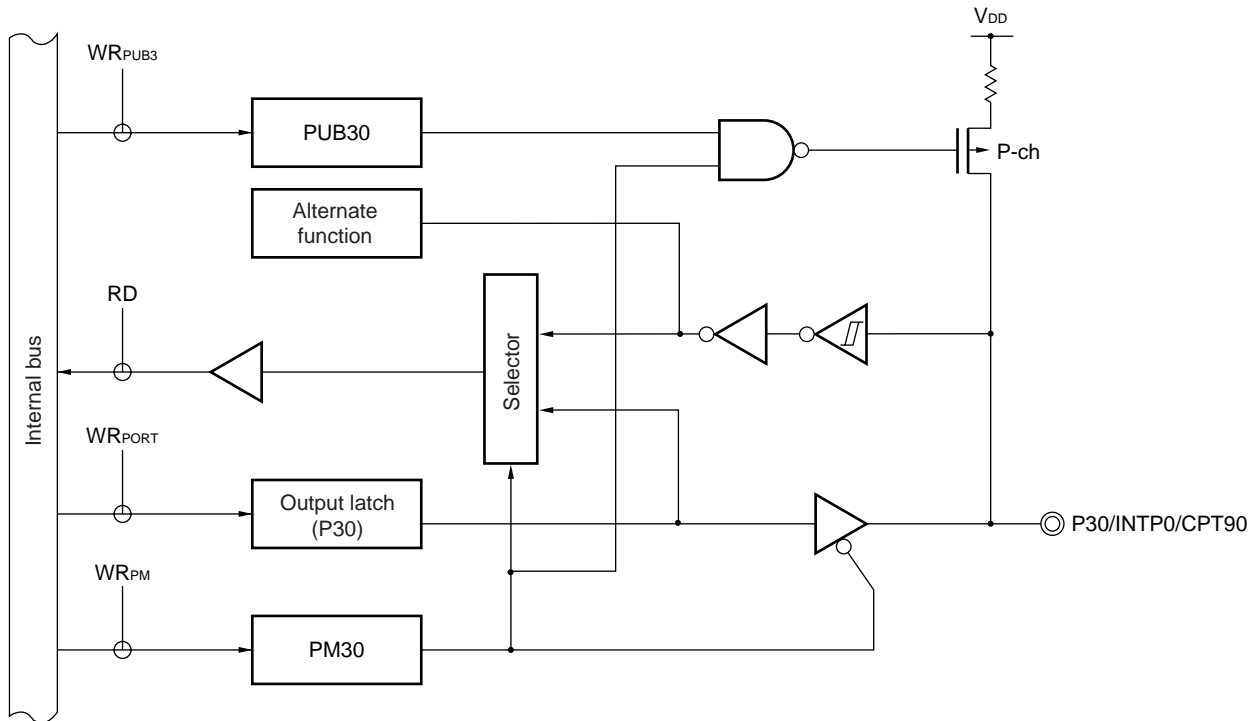 VDD
WRPUB3
PUB30
P-ch
Alternate
function
RD
Selector
Internal bus
WRPORT
Output latch
(P30)
P30/INTP0/CPT90
WRPM
PM30